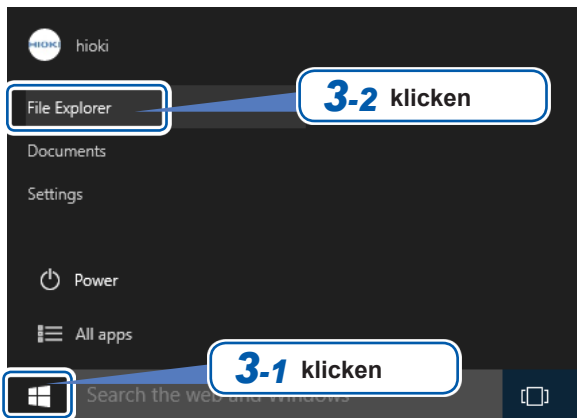 HIOKI hioki
File Explorer
3-2 klicken
Documents
Settings
Power
All apps
3-1 klicken
Search the web and Windows